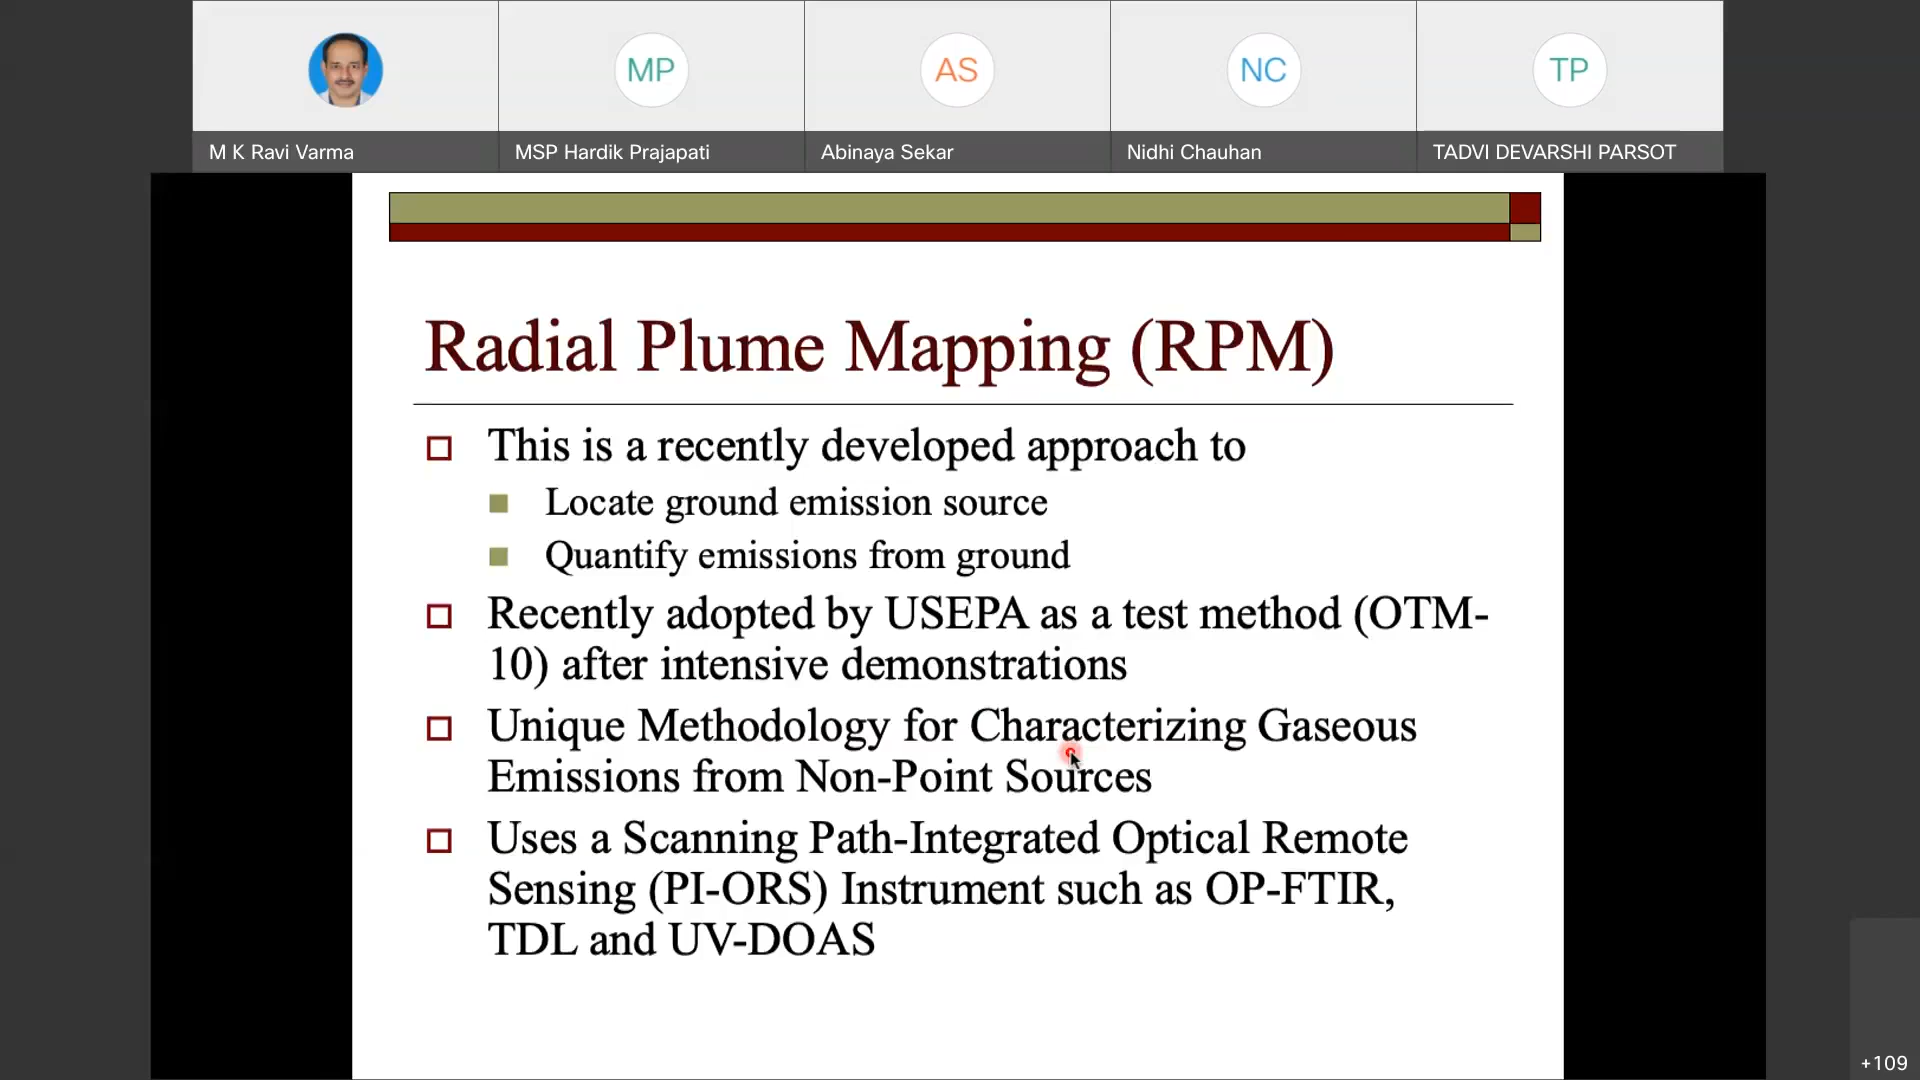 MP
AS
NC
TP
M K Ravi Varma
MSP Hardik Prajapati
Abinaya Sekar
Nidhi Chauhan
TADVI DEVARSHI PARSOT
Radial Plume Mapping (RPM)
This is a recently developed approach to
Locate ground emission source
Quantify emissions from ground
Recently adopted by USEPA as a test method (OTM-
10) after intensive demonstrations
Unique Methodology for Characterizing Gaseous
Emissions from Non-Point Sources
Uses a Scanning Path-Integrated Optical Remote
Sensing (PI-ORS) Instrument such as OP-FTIR,
TDL and UV-DOAS
+109